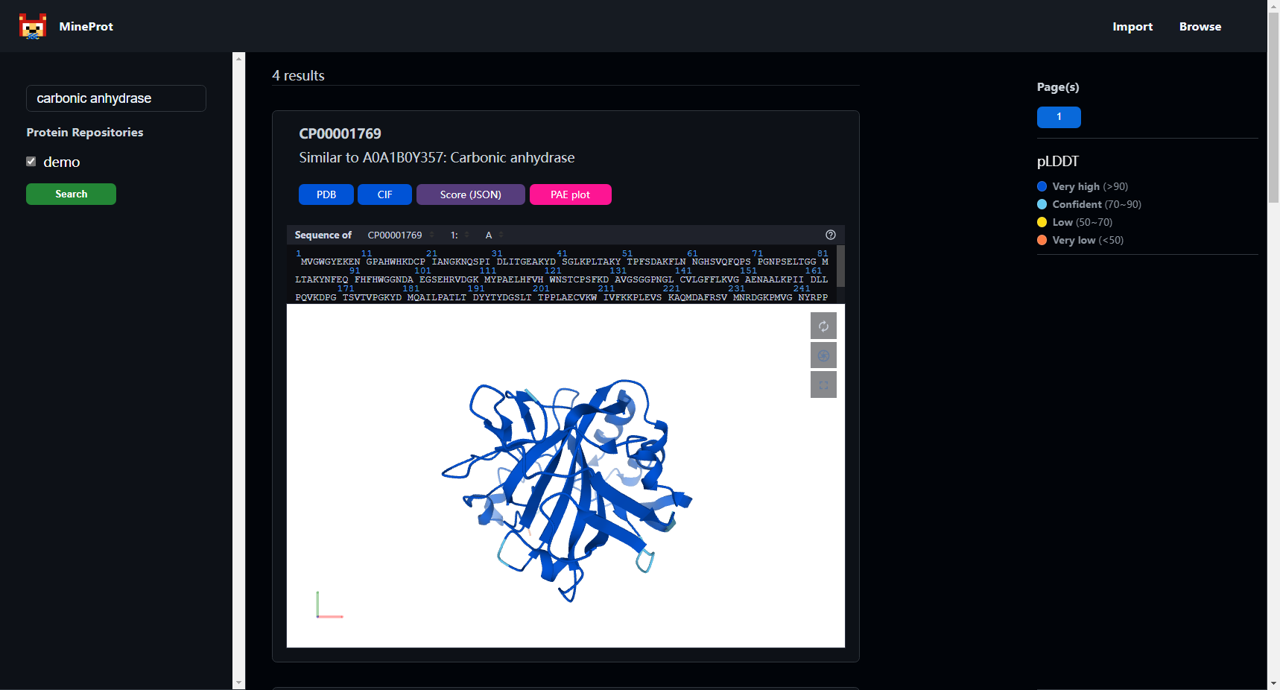 MineProt
Import
Browse
carbonic anhydrase
Protein Repositories
demo
Search
4 results
CP00001769
Similar to A0A1B0Y357: Carbonic anhydrase
PDB
CIF
Score (JSON)
PAE plot
Sequence of CP00001769 1: A
1 11 21 31 41 51 61 71 81
MVGWGYEKEN GPAHWHKDCP IANGKNQSPI DLITGEAKYD SGLKPLTAKY TPFSDAKFLN NGHSVQFQPS PGNPSELTGG M
91 101 111 121 131 141 151 161
LTAKYNFEQ FHFHWGGNDA EGSEHRVDGK MYPAELHFVH WNSTCPSFKD AVGSGGPNGL CVLGFFLKVG AENAALKPII DLL
171 181 191 201 211 221 231 241
PQVKDPG TSVTVPGKYD MQAILPATLT DYYTYDGSLT TPPLAECVKW IVFKKPLEVS KAQMDAFRSV MNRDGKPMVG NYRPP
Page(s)
1
pLDDT
Very high (>90)
Confident (70~90)
Low (50~70)
Very low (<50)